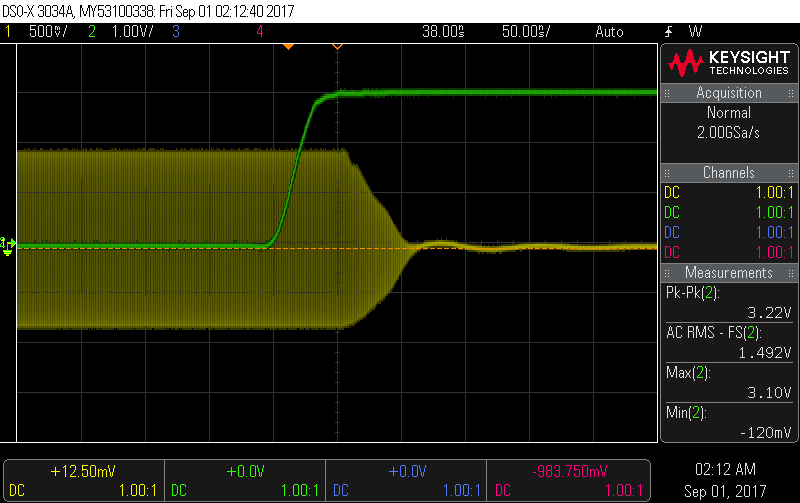 DSO-X 3034A, MY53100338: Fri Sep 01 02:12:40 2017
1 500mV/ 2 1.00V/ 3 4 38.00ns 50.00ns/ Auto W
KEYSIGHT
TECHNOLOGIES
Acquisition
Normal
2.00GSa/s
Channels
DC 1.00:1
DC 1.00:1
DC 1.00:1
DC 1.00:1
Measurements
Pk-Pk(2):
3.22V
AC RMS - FS(2):
1.492V
Max(2):
3.10V
Min(2):
-120mV
+12.50mV
DC 1.00:1
+0.0V
DC 1.00:1
+0.0V
DC 1.00:1
-983.750mV
DC 1.00:1
02:12 AM
Sep 01, 2017